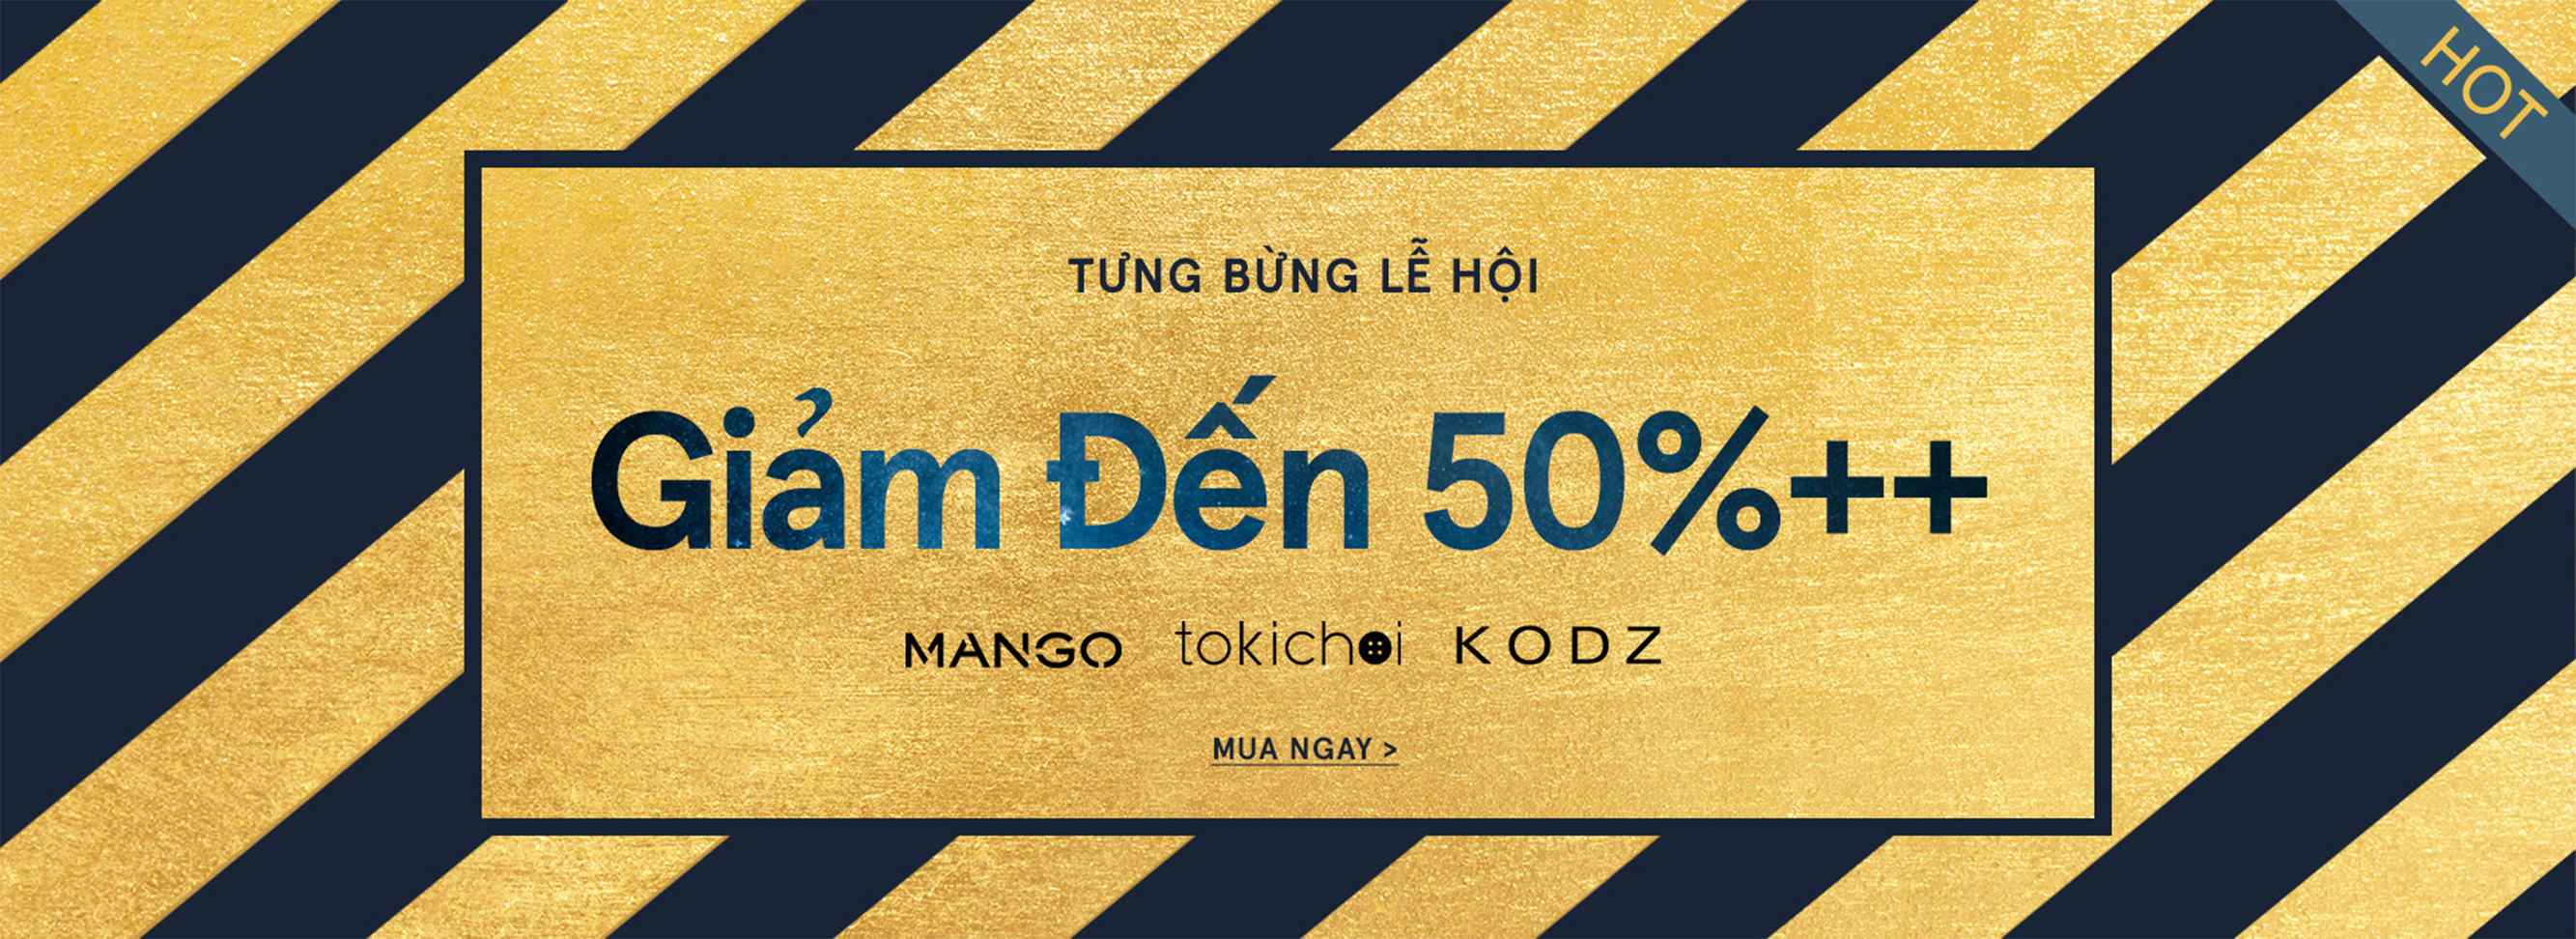 HOT
TƯNG BỪNG LỄ HỘI
Giảm Đến 50%++
MANGO tokichoi KODZ
MUA NGAY >